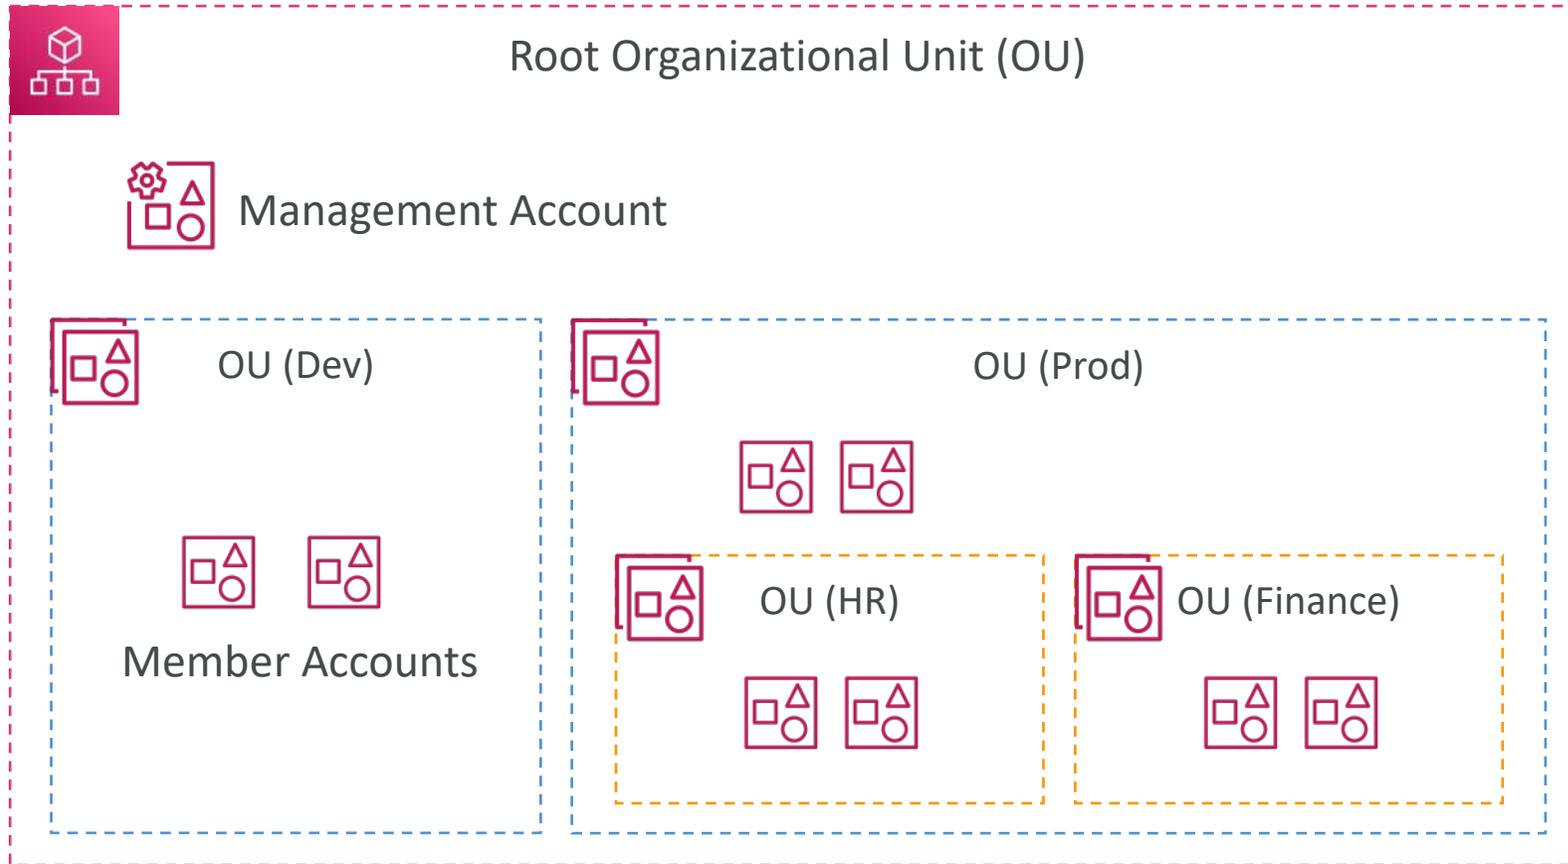 Root Organizational Unit (OU)
Management Account
OU (Dev)
OU (Prod)
Member Accounts
OU (HR)
OU (Finance)